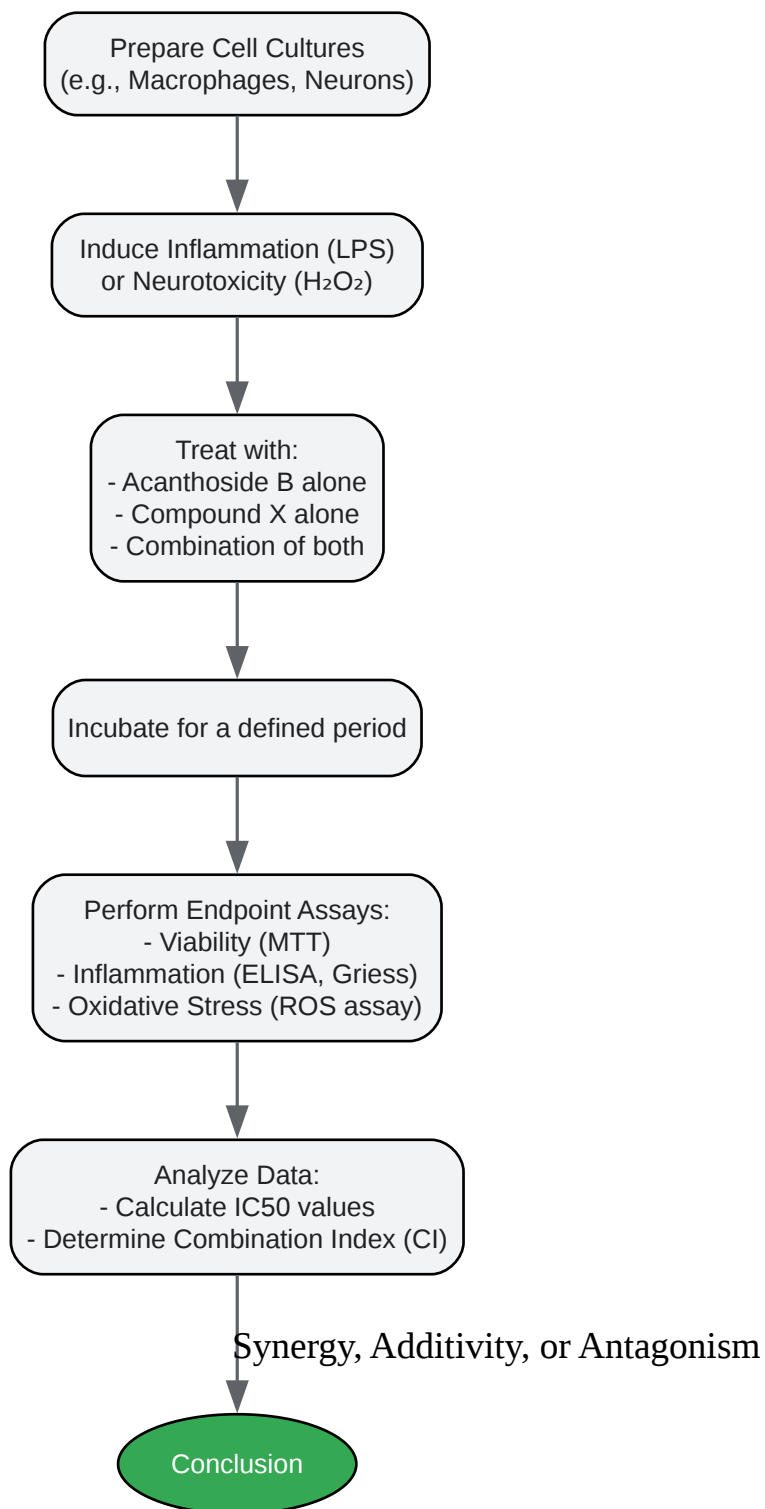 Prepare Cell Cultures
(e.g., Macrophages, Neurons)
Induce Inflammation (LPS)
or Neurotoxicity (H₂O₂)
Treat with:
- Acanthoside B alone
- Compound X alone
- Combination of both
Incubate for a defined period
Perform Endpoint Assays:
- Viability (MTT)
- Inflammation (ELISA, Griess)
- Oxidative Stress (ROS assay)
Analyze Data:
- Calculate IC50 values
- Determine Combination Index (CI)
Synergy, Additivity, or Antagonism
Conclusion